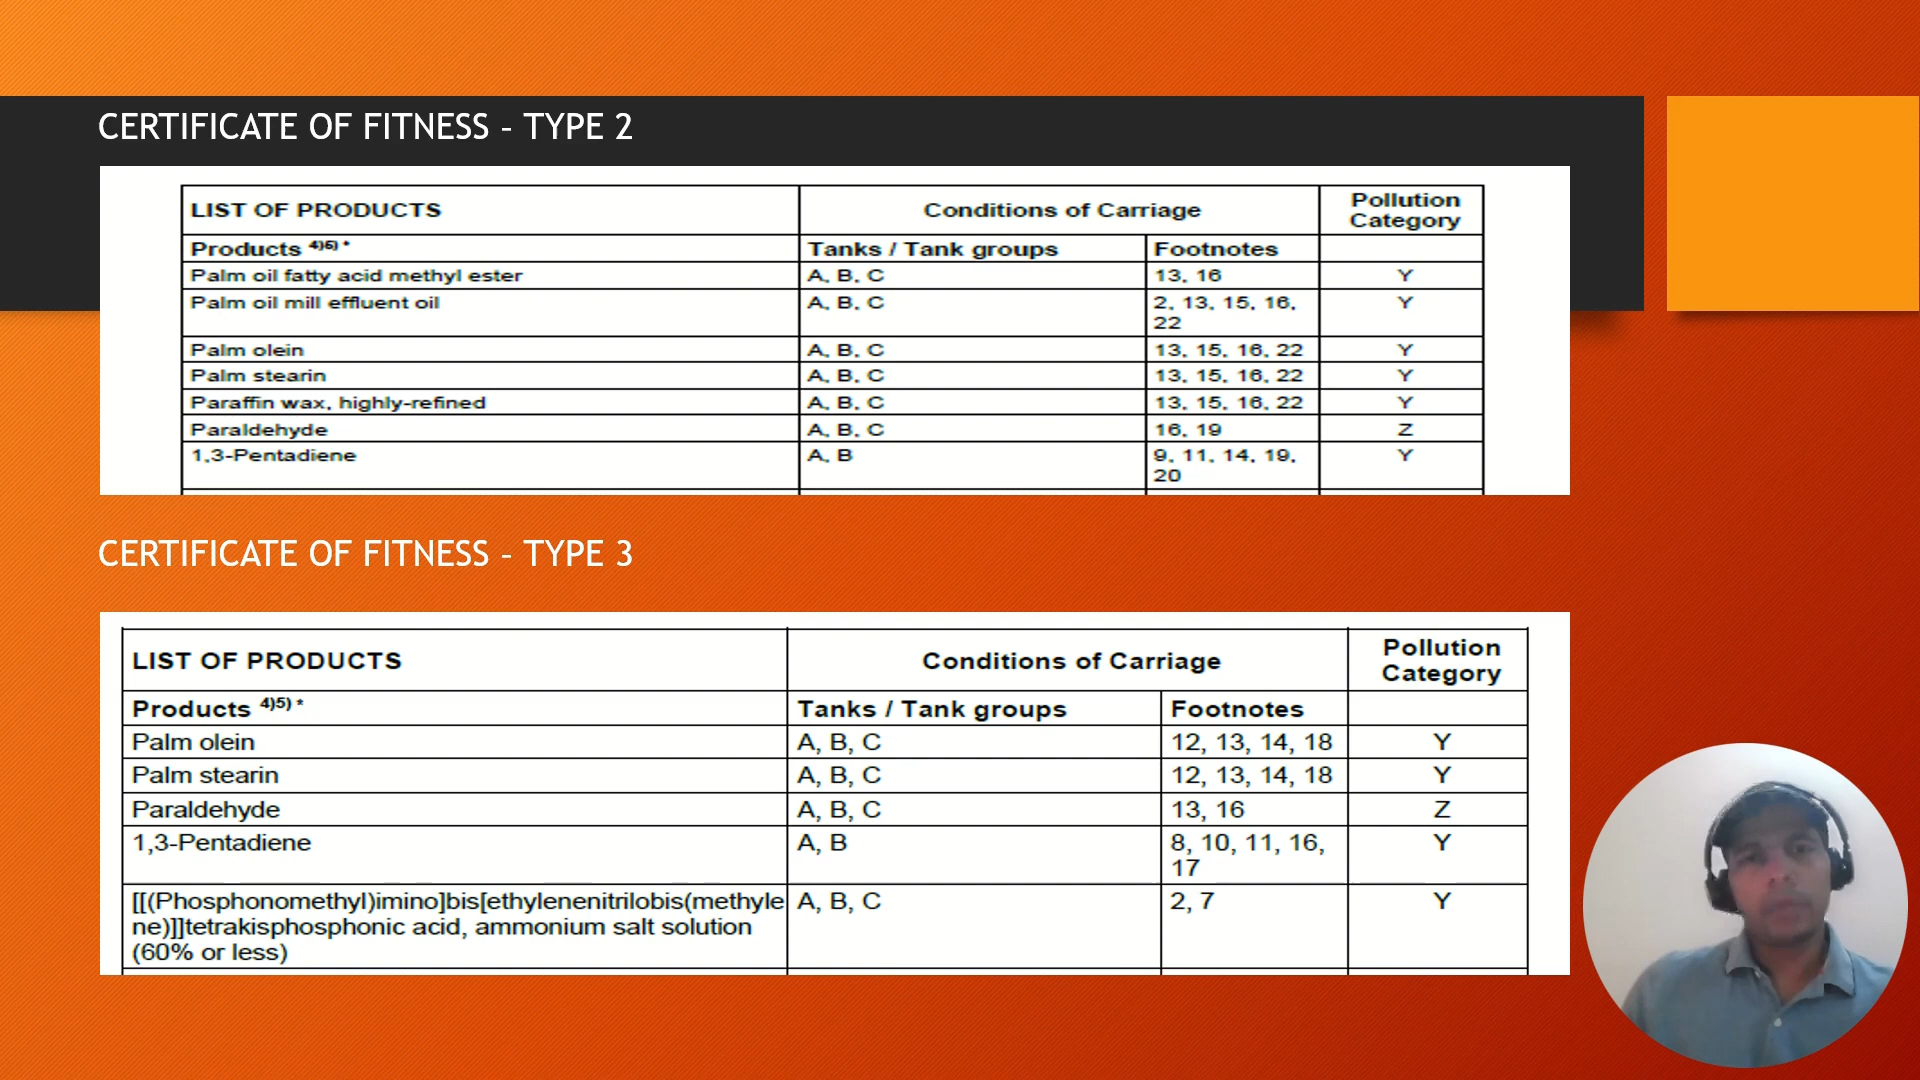 CERTIFICATE OF FITNESS – TYPE 2
LIST OF PRODUCTS Conditions of Carriage Pollution Category
Products 4)6) * Tanks / Tank groups Footnotes
Palm oil fatty acid methyl ester A, B, C 13, 16 Y
Palm oil mill effluent oil A, B, C 2, 13, 15, 16, Y
22
Palm olein A, B, C 13, 15, 16, 22 Y
Palm stearin A, B, C 13, 15, 16, 22 Y
Paraffin wax, highly-refined A, B, C 13, 15, 16, 22 Y
Paraldehyde A, B, C 16, 19 Z
1,3-Pentadiene A, B 9, 11, 14, 19, Y
20
CERTIFICATE OF FITNESS – TYPE 3
LIST OF PRODUCTS Conditions of Carriage Pollution Category
Products 4)5) * Tanks / Tank groups Footnotes
Palm olein A, B, C 12, 13, 14, 18 Y
Palm stearin A, B, C 12, 13, 14, 18 Y
Paraldehyde A, B, C 13, 16 Z
1,3-Pentadiene A, B 8, 10, 11, 16, Y
17
[[(Phosphonomethyl)imino]bis[ethylenenitrilobis(methyle A, B, C 2, 7 Y
ne)]]tetrakisphosphonic acid, ammonium salt solution
(60% or less)